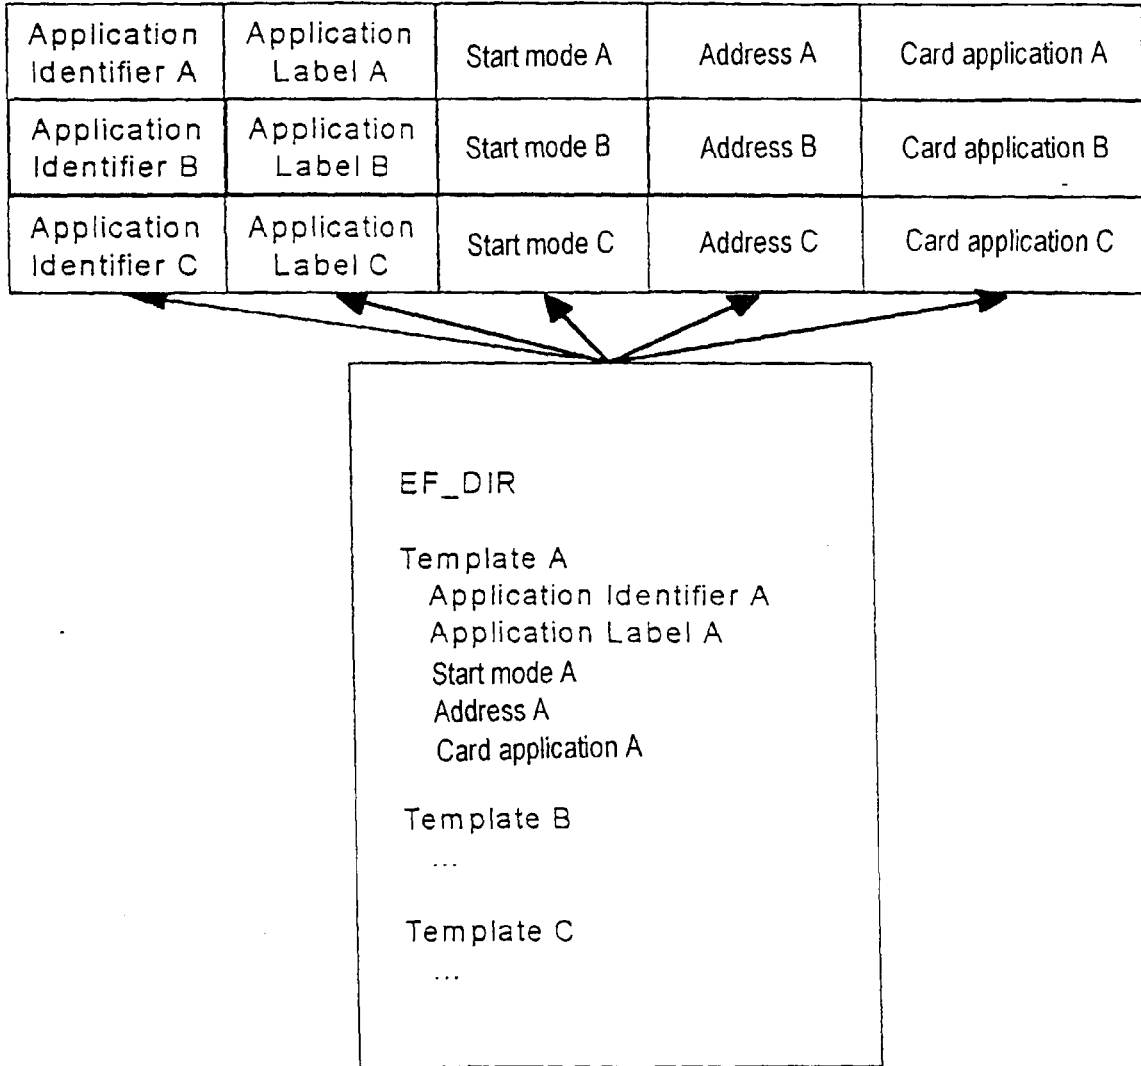 Application
Identifier A
Application
Label A
Start mode A
Address A
Card application A
Application
Identifier B
Application
Label B
Start mode B
Address B
Card application B
Application
Identifier C
Application
Label C
Start mode C
Address C
Card application C
EF_DIR
Template A
Application Identifier A
Application Label A
Start mode A
Address A
Card application A
Template B
...
Template C
...